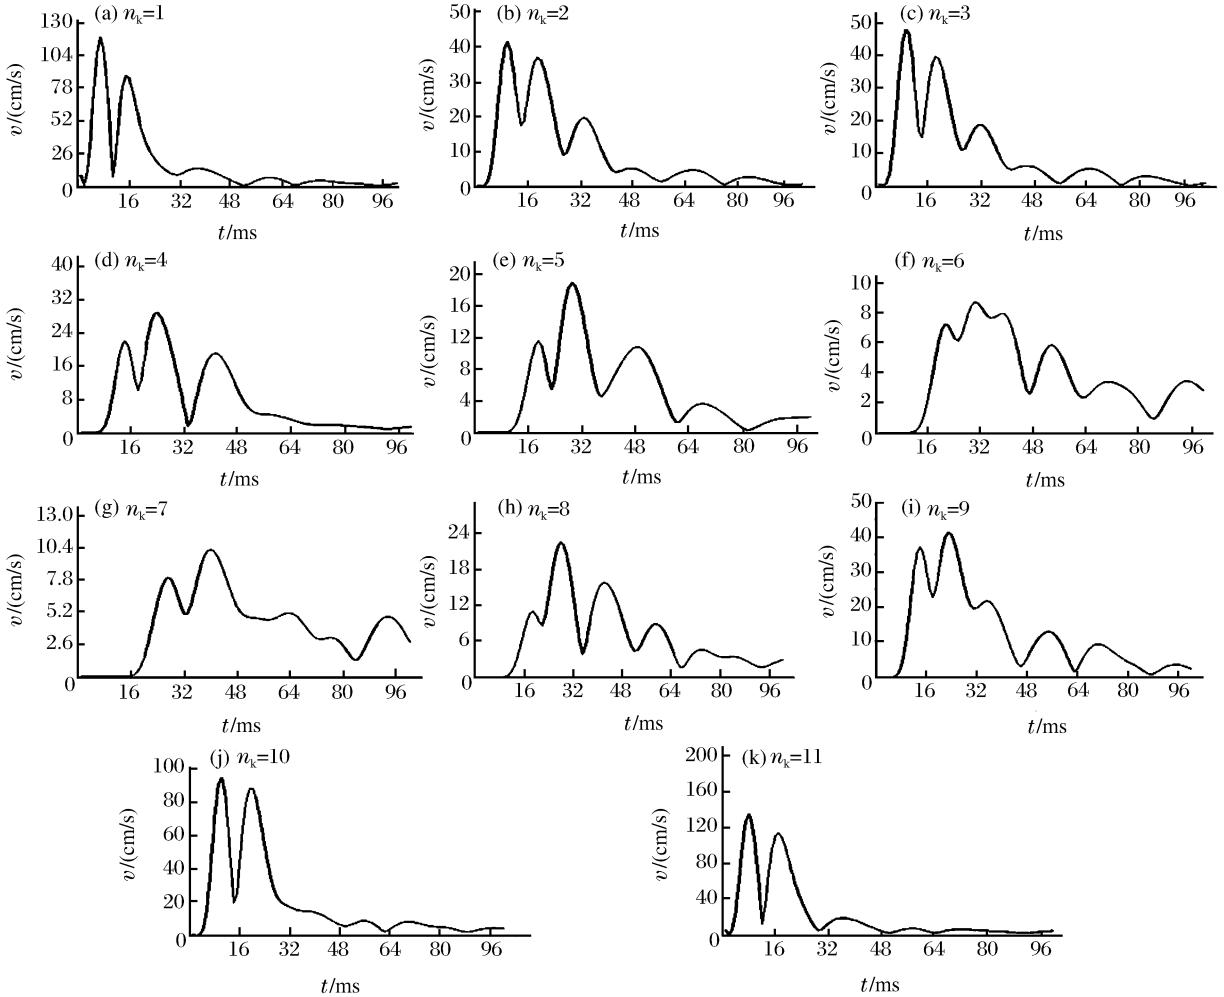 (a) nk=1
130
104
78
52
26
0
v/(cm/s)
16 32 48 64 80 96
t/ms
(b) nk=2
50
40
30
20
10
0
v/(cm/s)
16 32 48 64 80 96
t/ms
(c) nk=3
50
40
30
20
10
0
v/(cm/s)
16 32 48 64 80 96
t/ms
(d) nk=4
40
32
24
16
8
0
v/(cm/s)
16 32 48 64 80 96
t/ms
(e) nk=5
20
16
12
8
4
0
v/(cm/s)
16 32 48 64 80 96
t/ms
(f) nk=6
10
8
6
4
2
0
v/(cm/s)
16 32 48 64 80 96
t/ms
(g) nk=7
13.0
10.4
7.8
5.2
2.6
0
v/(cm/s)
16 32 48 64 80 96
t/ms
(h) nk=8
24
18
12
6
0
v/(cm/s)
16 32 48 64 80 96
t/ms
(i) nk=9
50
40
30
20
10
0
v/(cm/s)
16 32 48 64 80 96
t/ms
(j) nk=10
100
80
60
40
20
0
v/(cm/s)
16 32 48 64 80 96
t/ms
(k) nk=11
200
160
120
80
40
0
v/(cm/s)
16 32 48 64 80 96
t/ms